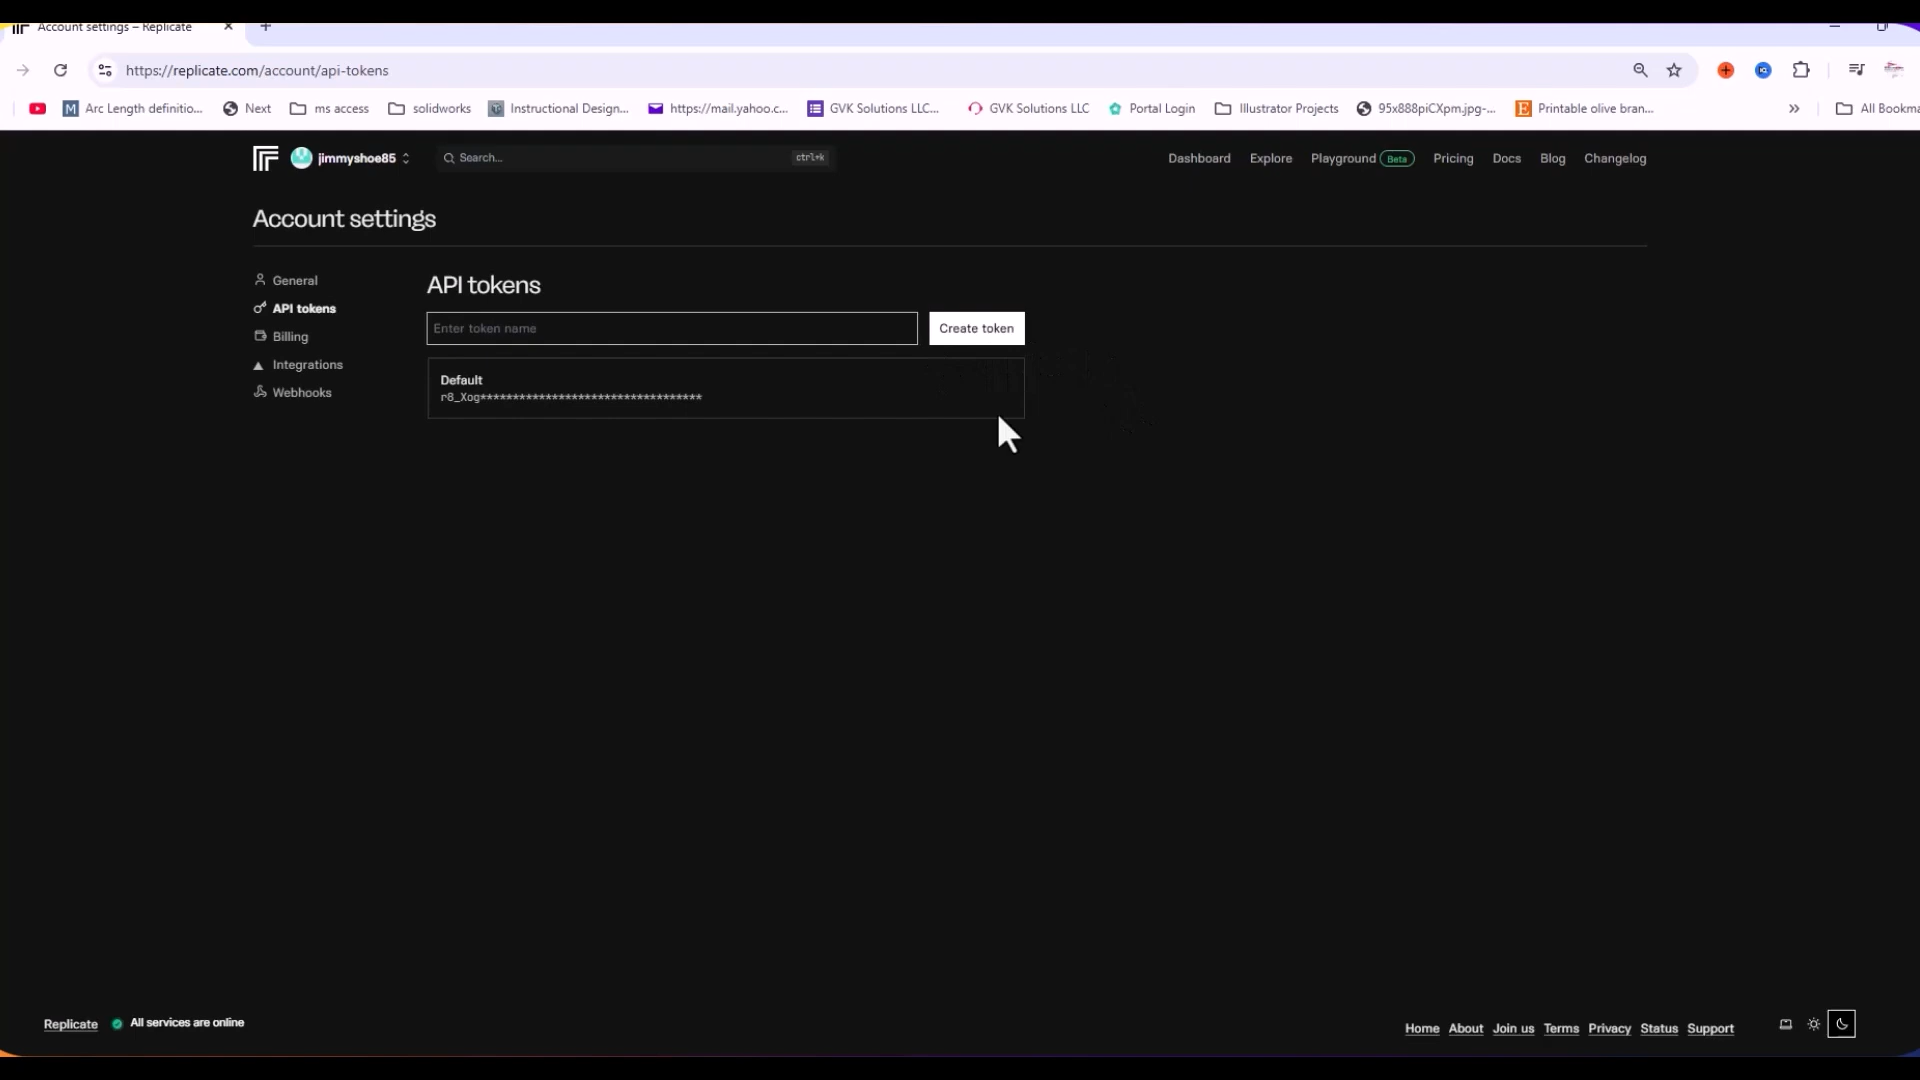 Account settings – Replicate
https://replicate.com/account/api-tokens
Arc Length definitio... Next ms access solidworks Instructional Design... https://mail.yahoo.c... GVK Solutions LLC... GVK Solutions LLC Portal Login Illustrator Projects 95x888piCXpm.jpg-... Printable olive bran... All Bookma
jimmyshoe85 Search... ctrl+k Dashboard Explore Playground Beta Pricing Docs Blog Changelog
Account settings
General
API tokens
Billing
Integrations
Webhooks
API tokens
Enter token name Create token
Default
r8_Xog**********************************
Replicate All services are online
Home About Join us Terms Privacy Status Support